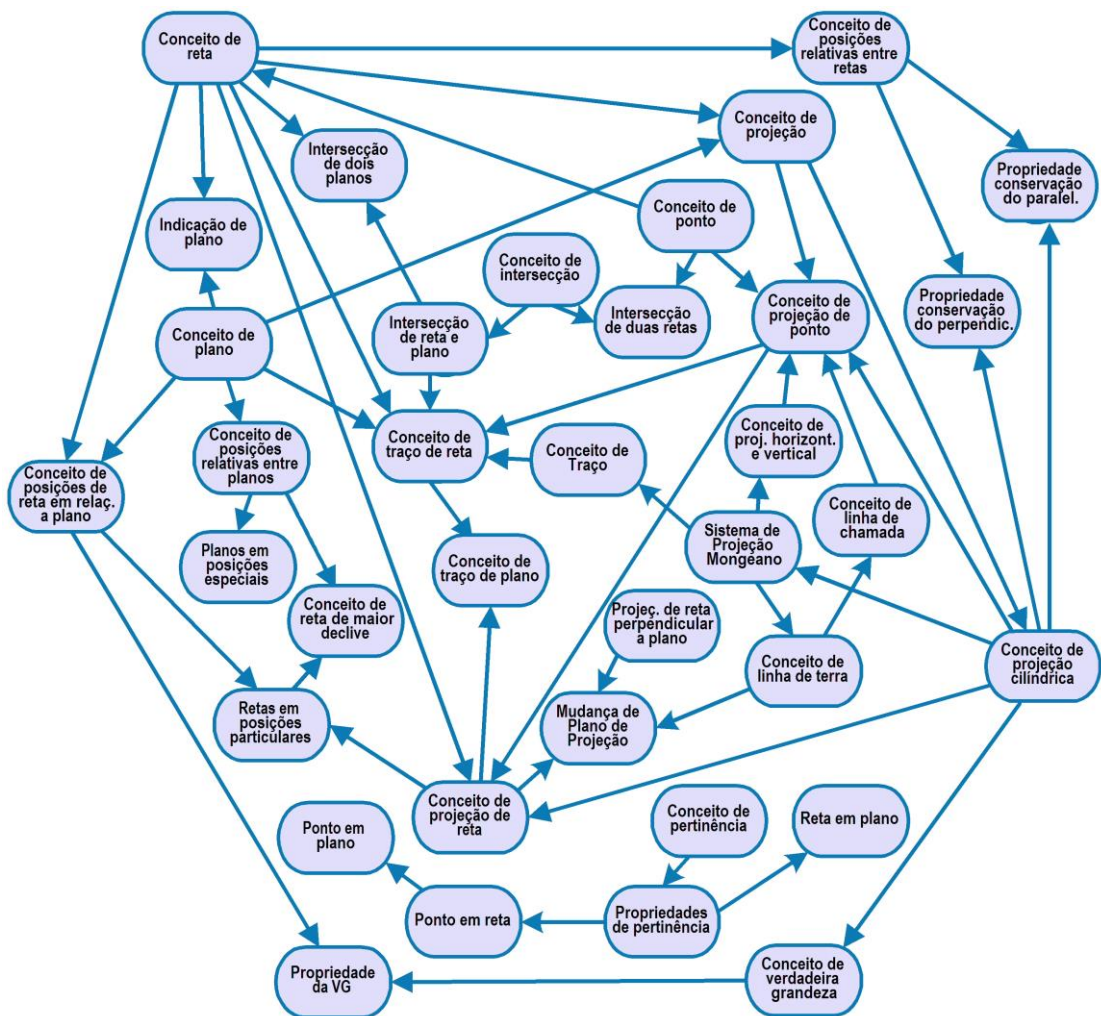 Conceito de
reta
Conceito de
posições
relativas entre
retas
Conceito de
projeção
Intersecção
de dois
planos
Propriedade
conservação
do paralel.
Indicação de
plano
Conceito de
ponto
Conceito de
intersecção
Conceito de
projeção de
ponto
Propriedade
conservação
do perpendic.
Intersecção
de duas retas
Conceito de
plano
Intersecção
de reta e
plano
Conceito de
posições
relativas entre
planos
Conceito de
traço de reta
Conceito de
Traço
Conceito de
proj. horizont.
e vertical
Conceito de
posições de
reta em relaç.
a plano
Conceito de
linha de
chamada
Sistema de
Projeção
Mongeano
Planos em
posições
especiais
Conceito de
traço de plano
Conceito de
reta de maior
declive
Projeç. de reta
perpendicular
a plano
Conceito de
linha de terra
Conceito de
projeção
cilíndrica
Retas em
posições
particulares
Mudança de
Plano de
Projeção
Conceito de
projeção de
reta
Conceito de
pertinência
Reta em plano
Ponto em
plano
Ponto em reta
Propriedades
de pertinência
Propriedade
da VG
Conceito de
verdadeira
grandeza